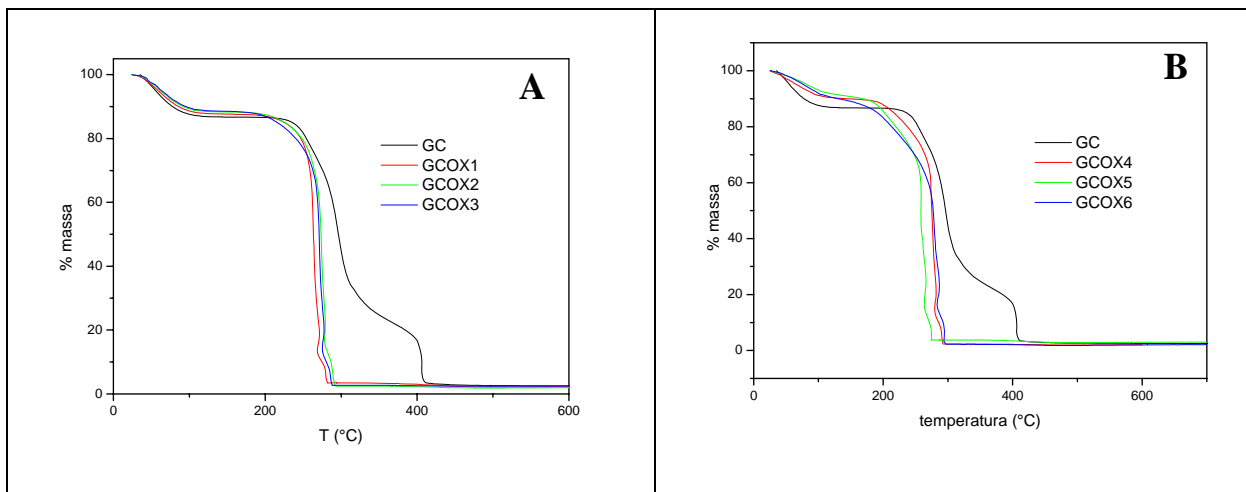 A
100
80
60
40
20
0
% massa
GC
GCOX1
GCOX2
GCOX3
0 200 400 600
T (°C)
B
100
80
60
40
20
0
% massa
GC
GCOX4
GCOX5
GCOX6
0 200 400 600
temperatura (°C)